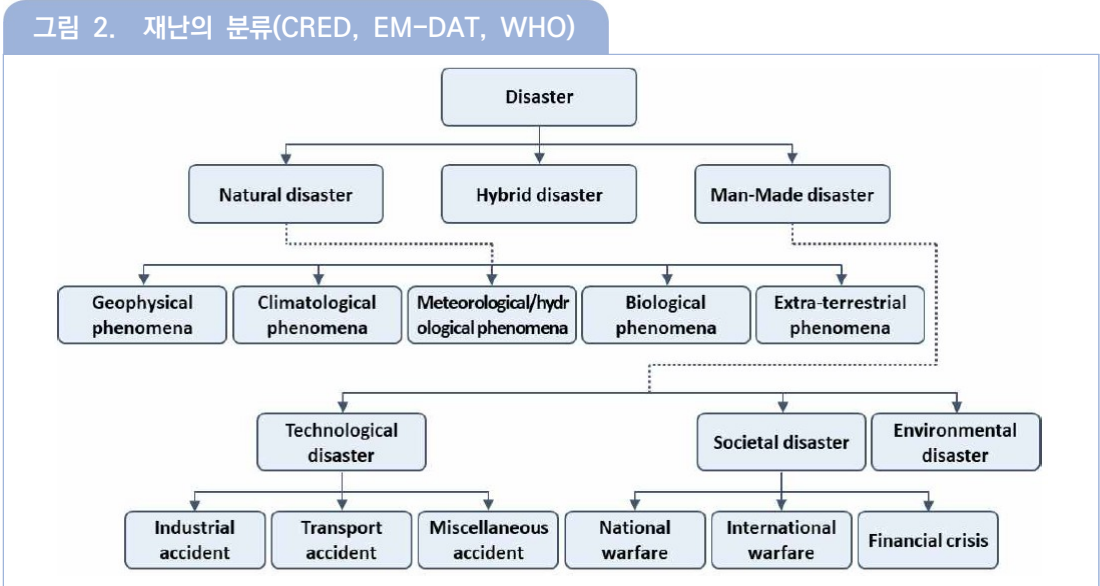 그림 2. 재난의 분류(CRED, EM-DAT, WHO)
Disaster
Natural disaster
Hybrid disaster
Man-Made disaster
Geophysical
phenomena
Climatological
phenomena
Meteorological/hydr
ological phenomena
Biological
phenomena
Extra-terrestrial
phenomena
Technological
disaster
Societal disaster
Environmental
disaster
Industrial
accident
Transport
accident
Miscellaneous
accident
National
warfare
International
warfare
Financial crisis